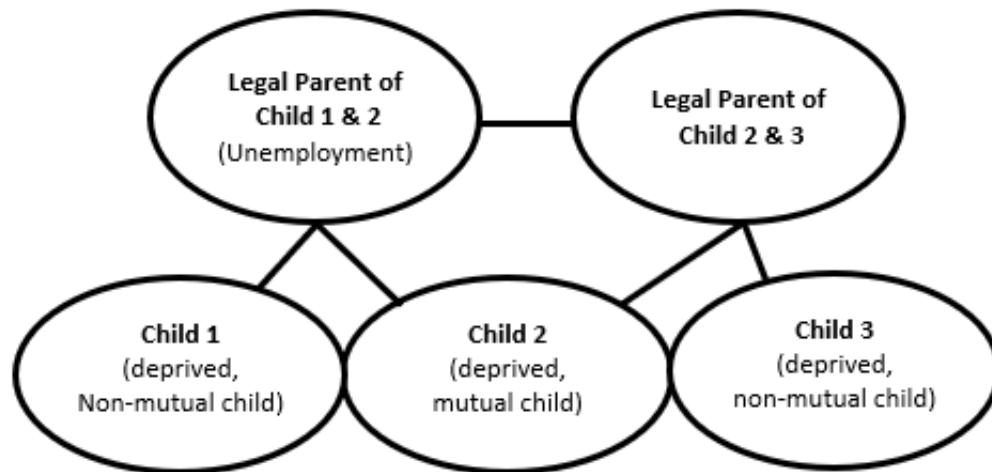 Legal Parent of
Child 1 & 2
(Unemployment)
Legal Parent of
Child 2 & 3
Child 1
(deprived,
Non-mutual child)
Child 2
(deprived,
mutual child)
Child 3
(deprived,
non-mutual child)